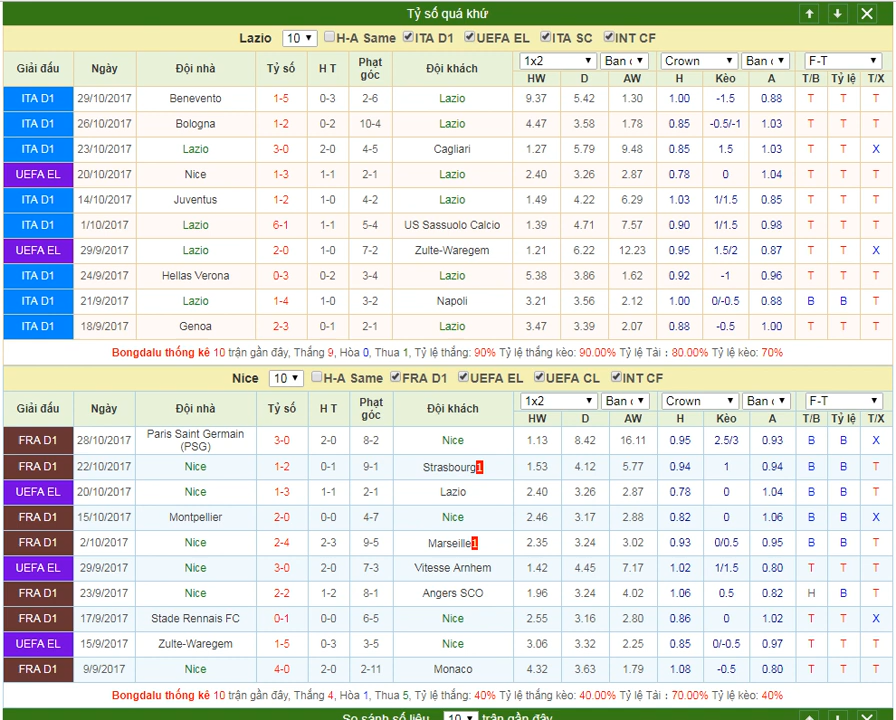 Tỷ số quá khứ
Lazio 10 H-A Same ITA D1 UEFA EL ITA SC INT CF
Giải đấu Ngày Đội nhà Tỷ số H T Phạt góc Đội khách 1x2 Ban c Crown Ban c F-T
HW D AW H Kèo A T/B Tỷ lệ T/X
ITA D1 29/10/2017 Benevento 1-5 0-3 2-6 Lazio 9.37 5.42 1.30 1.00 -1.5 0.88 T T T
ITA D1 26/10/2017 Bologna 1-2 0-2 10-4 Lazio 4.47 3.58 1.78 0.85 -0.5/-1 1.03 T T T
ITA D1 23/10/2017 Lazio 3-0 2-0 4-5 Cagliari 1.27 5.79 9.48 0.85 1.5 1.03 T T X
UEFA EL 20/10/2017 Nice 1-3 1-1 2-1 Lazio 2.40 3.26 2.87 0.78 0 1.04 T T T
ITA D1 14/10/2017 Juventus 1-2 1-0 4-2 Lazio 1.49 4.22 6.29 1.03 1/1.5 0.85 T T T
ITA D1 1/10/2017 Lazio 6-1 1-1 5-4 US Sassuolo Calcio 1.39 4.71 7.57 0.90 1/1.5 0.98 T T T
UEFA EL 29/9/2017 Lazio 2-0 1-0 7-2 Zulte-Waregem 1.21 6.22 12.23 0.95 1.5/2 0.87 T T X
ITA D1 24/9/2017 Hellas Verona 0-3 0-2 3-4 Lazio 5.38 3.86 1.62 0.92 -1 0.96 T T T
ITA D1 21/9/2017 Lazio 1-4 1-0 3-2 Napoli 3.21 3.56 2.12 1.00 0/-0.5 0.88 B B T
ITA D1 18/9/2017 Genoa 2-3 0-1 2-1 Lazio 3.47 3.39 2.07 0.88 -0.5 1.00 T T T
Bongdalu thống kê 10 trận gần đây, Thắng 9, Hòa 0, Thua 1, Tỷ lệ thắng: 90% Tỷ lệ thắng kèo: 90.00% Tỷ lệ Tài : 80.00% Tỷ lệ kèo: 70%
Nice 10 H-A Same FRA D1 UEFA EL UEFA CL INT CF
Giải đấu Ngày Đội nhà Tỷ số H T Phạt góc Đội khách 1x2 Ban c Crown Ban c F-T
HW D AW H Kèo A T/B Tỷ lệ T/X
FRA D1 28/10/2017 Paris Saint Germain (PSG) 3-0 2-0 8-2 Nice 1.13 8.42 16.11 0.95 2.5/3 0.93 B B X
FRA D1 22/10/2017 Nice 1-2 0-1 9-1 Strasbourg1 1.53 4.12 5.77 0.94 1 0.94 B B T
UEFA EL 20/10/2017 Nice 1-3 1-1 2-1 Lazio 2.40 3.26 2.87 0.78 0 1.04 B B T
FRA D1 15/10/2017 Montpellier 2-0 0-0 4-7 Nice 2.46 3.17 2.88 0.82 0 1.06 B B X
FRA D1 2/10/2017 Nice 2-4 2-3 9-5 Marseille1 2.35 3.24 3.02 0.93 0/0.5 0.95 B B T
UEFA EL 29/9/2017 Nice 3-0 2-0 7-3 Vitesse Arnhem 1.42 4.45 7.17 1.02 1/1.5 0.80 T T T
FRA D1 23/9/2017 Nice 2-2 1-2 8-1 Angers SCO 1.96 3.24 4.02 1.06 0.5 0.82 H B T
FRA D1 17/9/2017 Stade Rennais FC 0-1 0-0 6-5 Nice 2.55 3.16 2.80 0.86 0 1.02 T T X
UEFA EL 15/9/2017 Zulte-Waregem 1-5 0-3 3-5 Nice 3.06 3.32 2.25 0.85 0/-0.5 0.97 T T T
FRA D1 9/9/2017 Nice 4-0 2-0 2-11 Monaco 4.32 3.63 1.79 1.08 -0.5 0.80 T T T
Bongdalu thống kê 10 trận gần đây, Thắng 4, Hòa 1, Thua 5, Tỷ lệ thắng: 40% Tỷ lệ thắng kèo: 40.00% Tỷ lệ Tài : 70.00% Tỷ lệ kèo: 40%
So sánh số liệu 10 trận gần đây